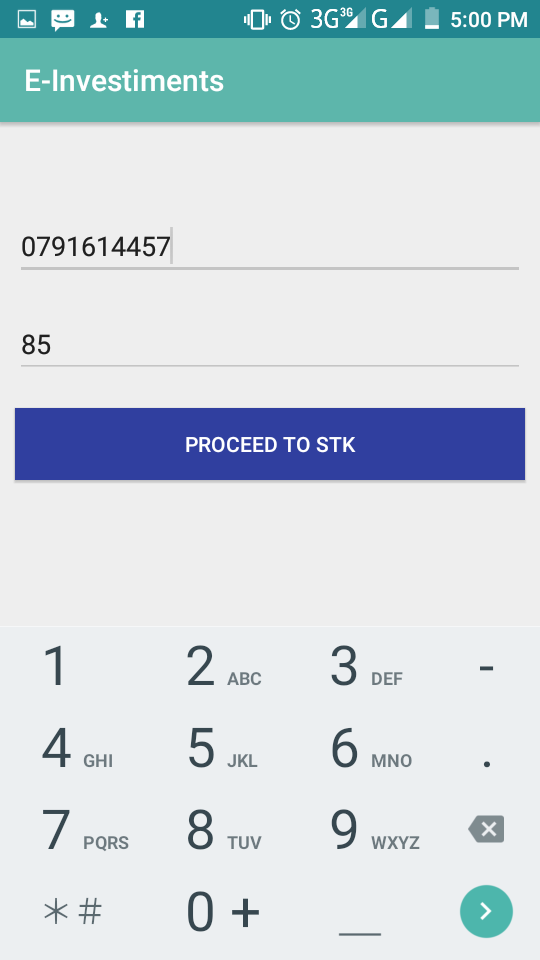 3G 3G G 5:00 PM
E-Investiments
0791614457
85
PROCEED TO STK
1 2 ABC 3 DEF -
4 GHI 5 JKL 6 MNO .
7 PQRS 8 TUV 9 WXYZ
*# 0 + _